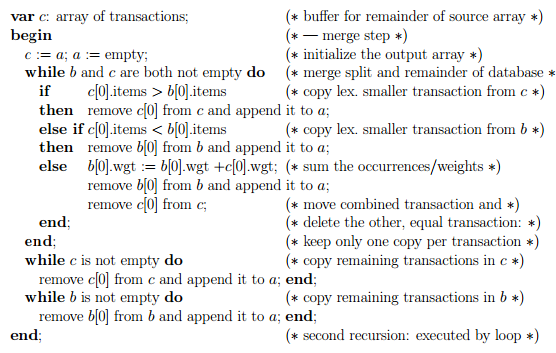 var c: array of transactions; (∗ buffer for remainder of source array ∗)
begin (∗ — merge step ∗)
c := a; a := empty; (∗ initialize the output array ∗)
while b and c are both not empty do (∗ merge split and remainder of database ∗
if c[0].items > b[0].items (∗ copy lex. smaller transaction from c ∗)
then remove c[0] from c and append it to a;
else if c[0].items < b[0].items (∗ copy lex. smaller transaction from b ∗)
then remove b[0] from b and append it to a;
else b[0].wgt := b[0].wgt +c[0].wgt; (∗ sum the occurrences/weights ∗)
remove b[0] from b and append it to a;
remove c[0] from c; (∗ move combined transaction and ∗)
end; (∗ delete the other, equal transaction: ∗)
end; (∗ keep only one copy per transaction ∗)
while c is not empty do (∗ copy remaining transactions in c ∗)
remove c[0] from c and append it to a; end;
while b is not empty do (∗ copy remaining transactions in b ∗)
remove b[0] from b and append it to a; end;
end; (∗ second recursion: executed by loop ∗)